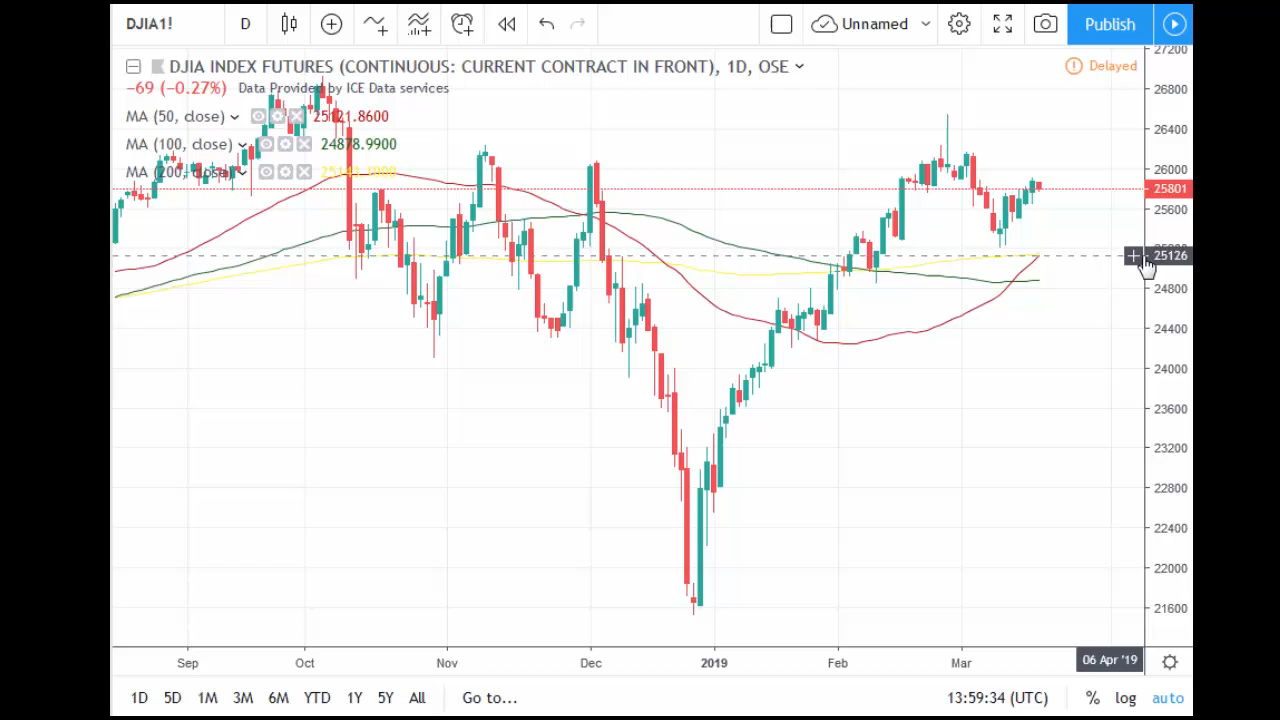 DJIA1! D Unnamed Publish
DJIA INDEX FUTURES (CONTINUOUS: CURRENT CONTRACT IN FRONT), 1D, OSE
Delayed
−69 (−0.27%) Data Provided by ICE Data services
MA (50, close) 25121.8600
MA (100, close) 24878.9900
MA (200, close)
27200
26800
26400
26000
25801
25600
25126
24800
24400
24000
23600
23200
22800
22400
22000
21600
Sep Oct Nov Dec 2019 Feb Mar 06 Apr '19
1D 5D 1M 3M 6M YTD 1Y 5Y All Go to... 13:59:34 (UTC) % log auto